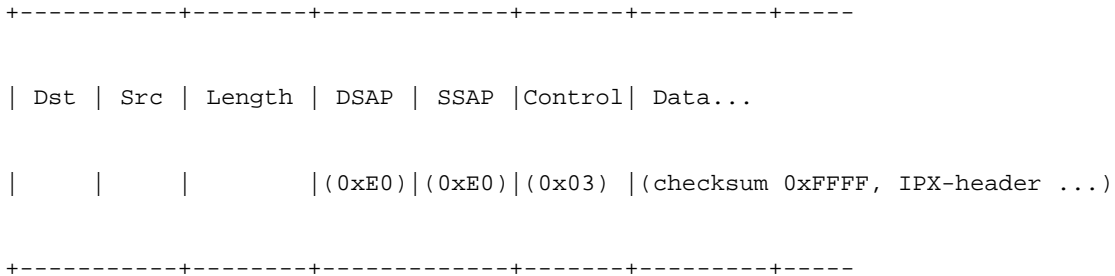 +-----------+--------+-------------+-------+---------+-----
| Dst | Src | Length | DSAP | SSAP |Control| Data...
| | | |(0xE0)|(0xE0)|(0x03) |(checksum 0xFFFF, IPX-header ...)
+-----------+--------+-------------+-------+---------+-----